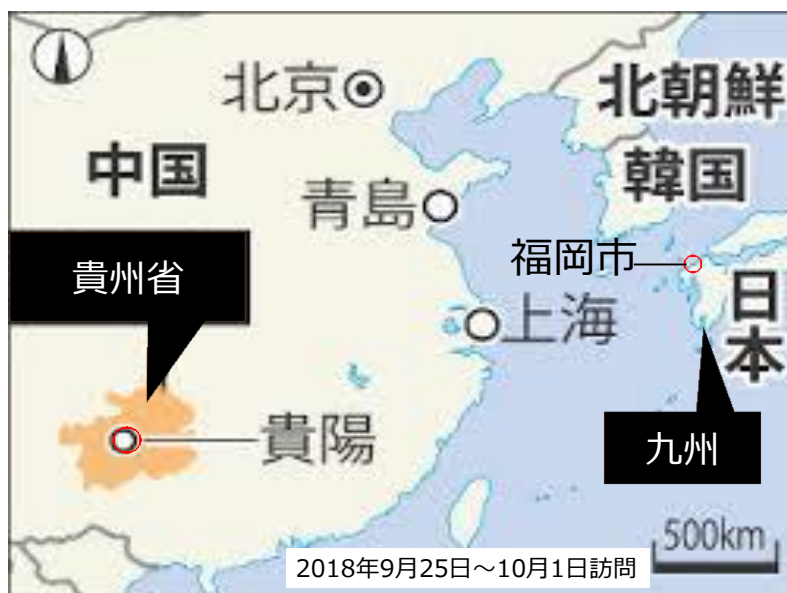 北京
北朝鮮
中国
韓国
青島
福岡市
貴州省
日
本
上海
貴陽
九州
500km
2018年9月25日～10月1日訪問